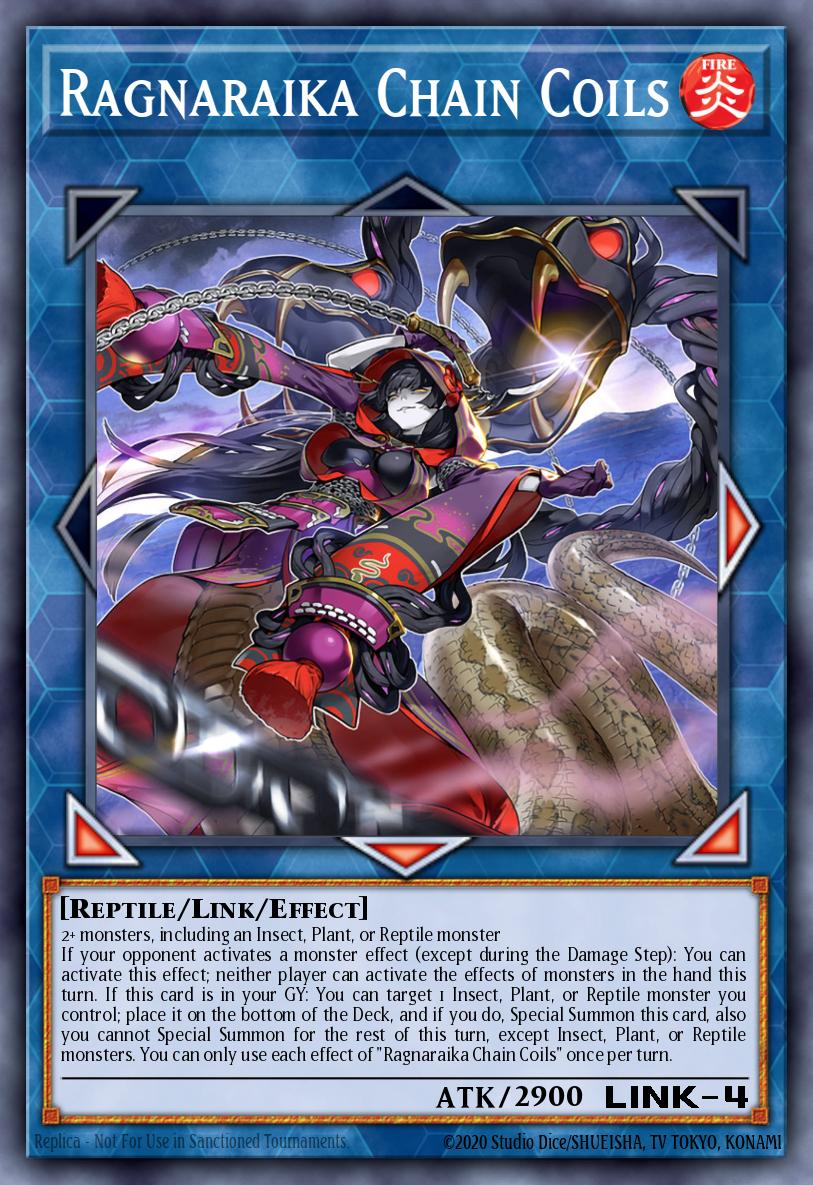 RAGNARAIKA CHAIN COILS
FIRE
炎
[REPTILE/LINK/EFFECT]
2+ monsters, including an Insect, Plant, or Reptile monster
If your opponent activates a monster effect (except during the Damage Step): You can
activate this effect; neither player can activate the effects of monsters in the hand this
turn. If this card is in your GY: You can target 1 Insect, Plant, or Reptile monster you
control; place it on the bottom of the Deck, and if you do, Special Summon this card, also
you cannot Special Summon for the rest of this turn, except Insect, Plant, or Reptile
monsters. You can only use each effect of "Ragnaraika Chain Coils" once per turn.
ATK/2900 LINK-4
Replica - Not For Use in Sanctioned Tournaments.
©2020 Studio Dice/SHUEISHA, TV TOKYO, KONAMI